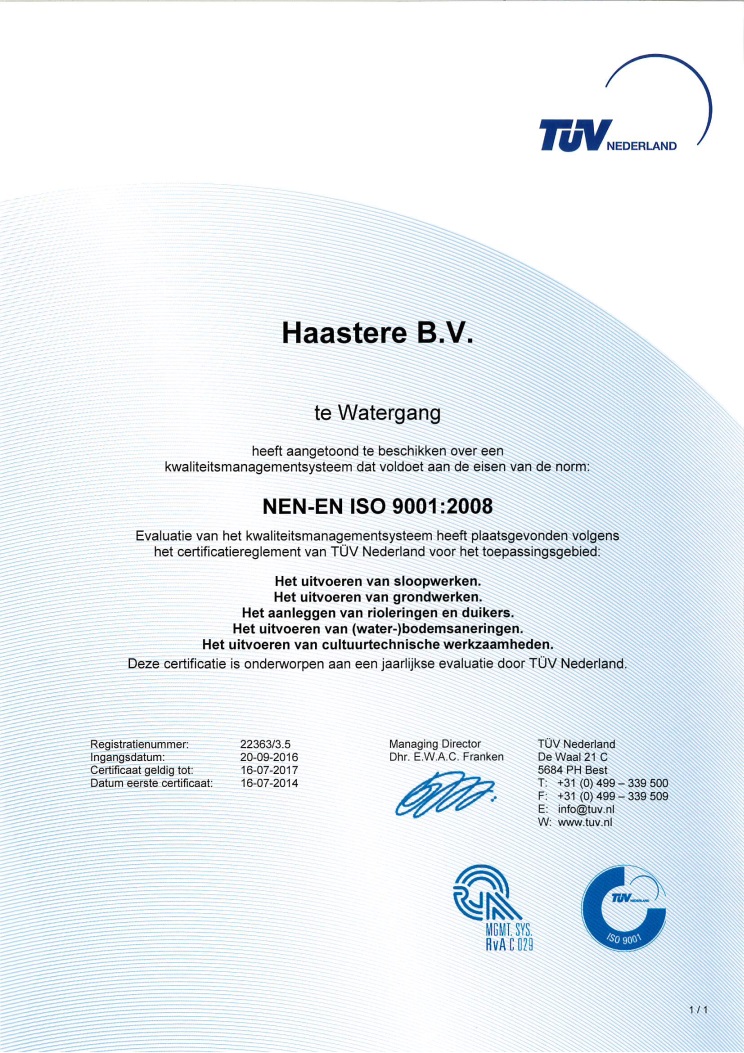 TÜV NEDERLAND
Haastere B.V.
te Watergang
heeft aangetoond te beschikken over een
kwaliteitsmanagementsysteem dat voldoet aan de eisen van de norm:
NEN-EN ISO 9001:2008
Evaluatie van het kwaliteitsmanagementsysteem heeft plaatsgevonden volgens
het certificatiereglement van TÜV Nederland voor het toepassingsgebied:
Het uitvoeren van sloopwerken.
Het uitvoeren van grondwerken.
Het aanleggen van rioleringen en duikers.
Het uitvoeren van (water-)bodemsaneringen.
Het uitvoeren van cultuurtechnische werkzaamheden.
Deze certificatie is onderworpen aan een jaarlijkse evaluatie door TÜV Nederland.
Registratienummer: 22363/3.5
Ingangsdatum: 20-09-2016
Certificaat geldig tot: 16-07-2017
Datum eerste certificaat: 16-07-2014
Managing Director
Dhr. E.W.A.C. Franken
TÜV Nederland
De Waal 21 C
5684 PH Best
T: +31 (0) 499 – 339 500
F: +31 (0) 499 – 339 509
E: info@tuv.nl
W: www.tuv.nl
RVA
MGMT. SYS.
RvA C 029
TÜV NEDERLAND
ISO 9001
1 / 1